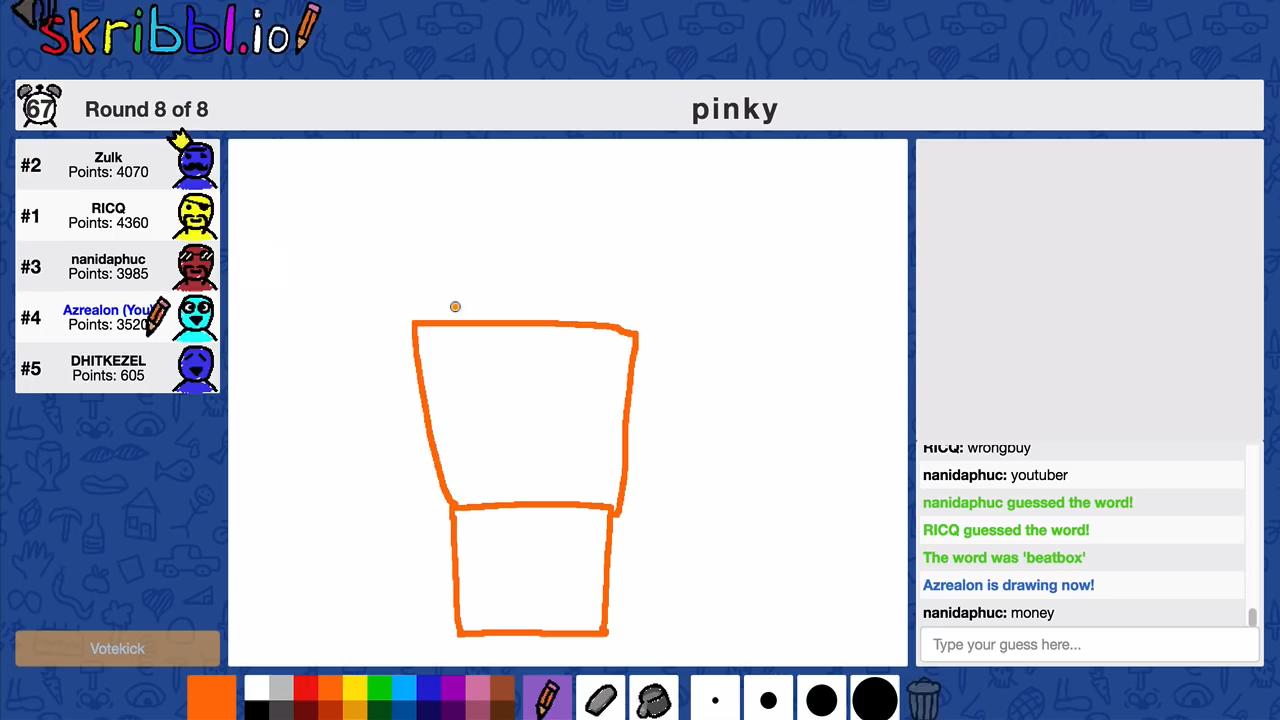 skribbl.io
67
Round 8 of 8
pinky
#2
Zulk
Points: 4070
#1
RICQ
Points: 4360
#3
nanidaphuc
Points: 3985
#4
Azrealon (You)
Points: 3520
#5
DHITKEZEL
Points: 605
Votekick
RICQ: wrongbuy
nanidaphuc: youtuber
nanidaphuc guessed the word!
RICQ guessed the word!
The word was 'beatbox'
Azrealon is drawing now!
nanidaphuc: money
Type your guess here...